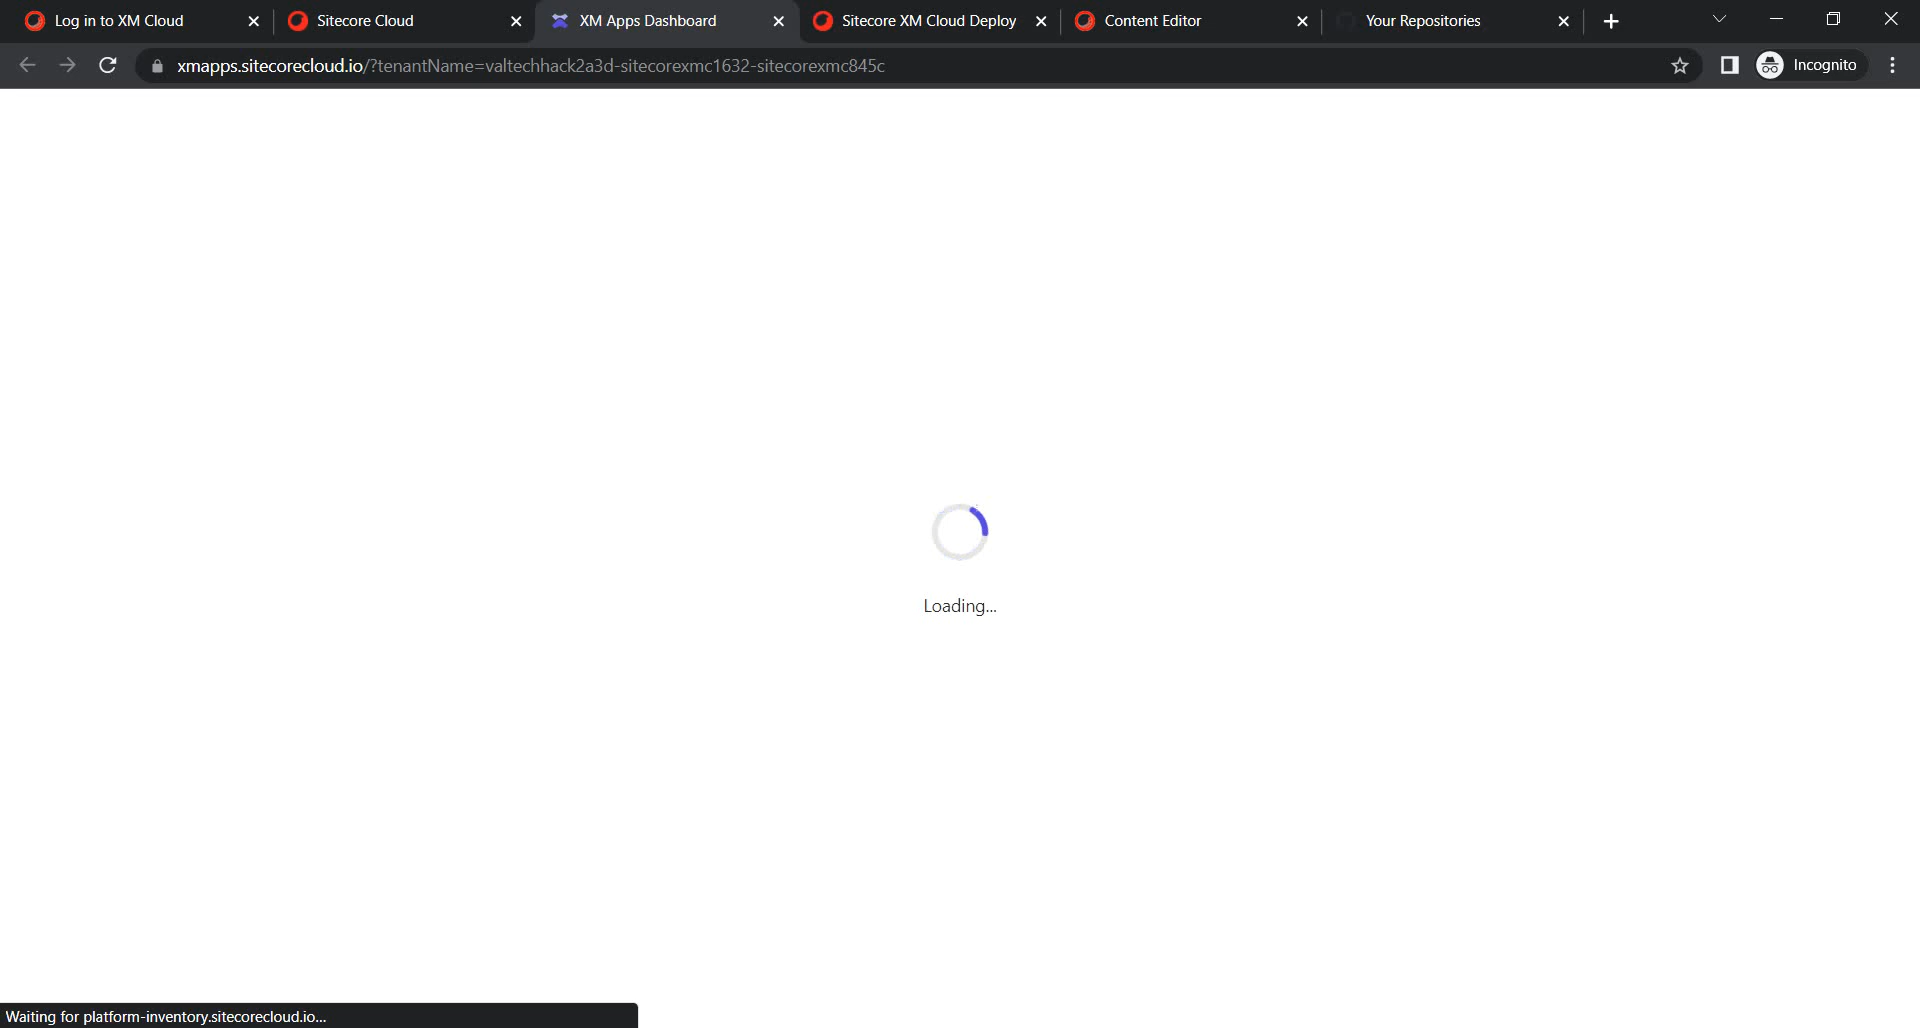 Log in to XM Cloud
Sitecore Cloud
XM Apps Dashboard
Sitecore XM Cloud Deploy
Content Editor
Your Repositories
xmapps.sitecorecloud.io/?tenantName=valtechhack2a3d-sitecorexmc1632-sitecorexmc845c
Incognito
Loading...
Waiting for platform-inventory.sitecorecloud.io...